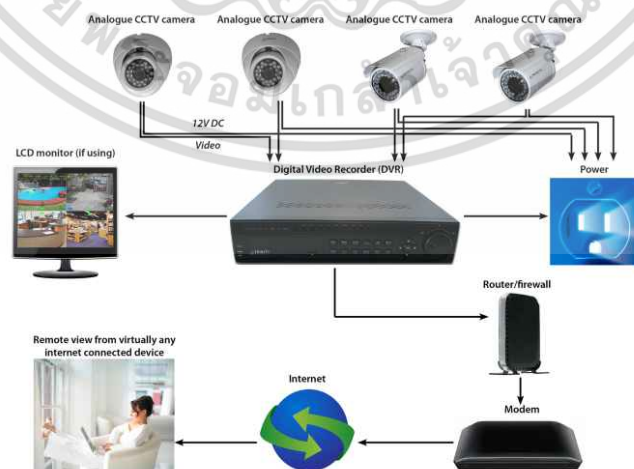 Analogue CCTV camera Analogue CCTV camera Analogue CCTV camera Analogue CCTV camera
12V DC
Video
LCD monitor (if using)
Digital Video Recorder (DVR)
Power
Router/firewall
Remote view from virtually any
internet connected device
Internet
Modem